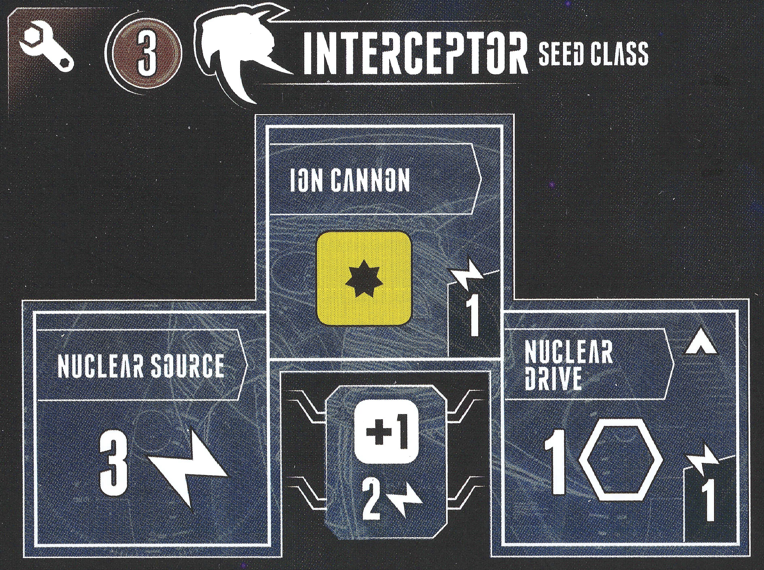 3 INTERCEPTOR SEED CLASS
ION CANNON
1
NUCLEAR SOURCE
3
+1
2
NUCLEAR
DRIVE
1
1